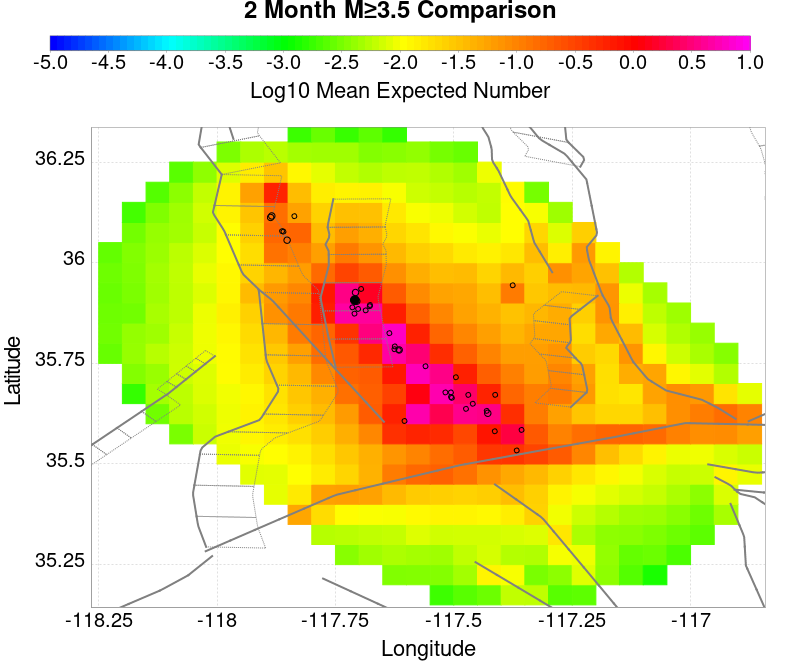 2 Month M≥3.5 Comparison
-5.0 -4.5 -4.0 -3.5 -3.0 -2.5 -2.0 -1.5 -1.0 -0.5 0.0 0.5 1.0
Log10 Mean Expected Number
36.25
36
35.75
35.5
35.25
Latitude
-118.25 -118 -117.75 -117.5 -117.25 -117
Longitude